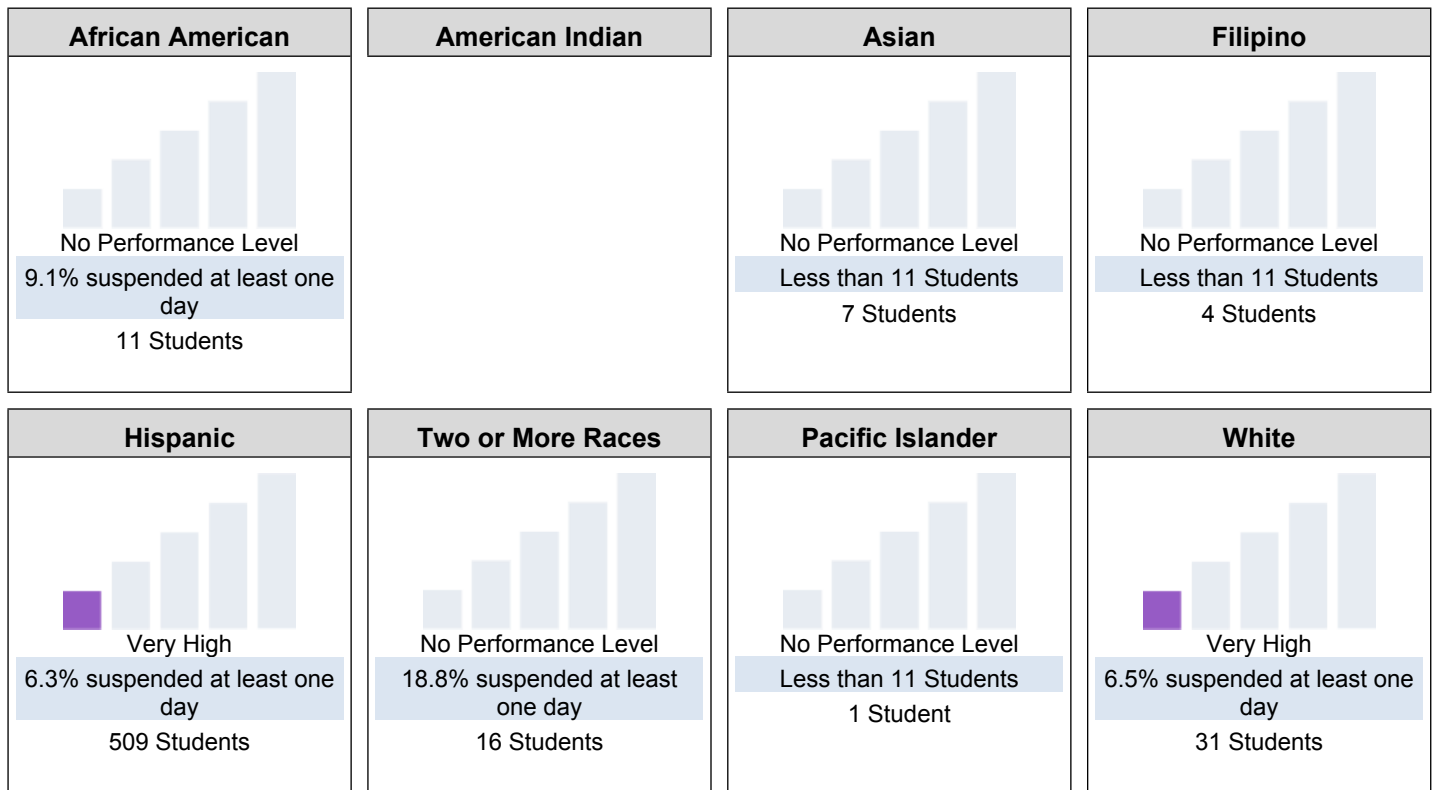 African American
No Performance Level
9.1% suspended at least one
day
11 Students
American Indian
Asian
No Performance Level
Less than 11 Students
7 Students
Filipino
No Performance Level
Less than 11 Students
4 Students
Hispanic
Very High
6.3% suspended at least one
day
509 Students
Two or More Races
No Performance Level
18.8% suspended at least
one day
16 Students
Pacific Islander
No Performance Level
Less than 11 Students
1 Student
White
Very High
6.5% suspended at least one
day
31 Students